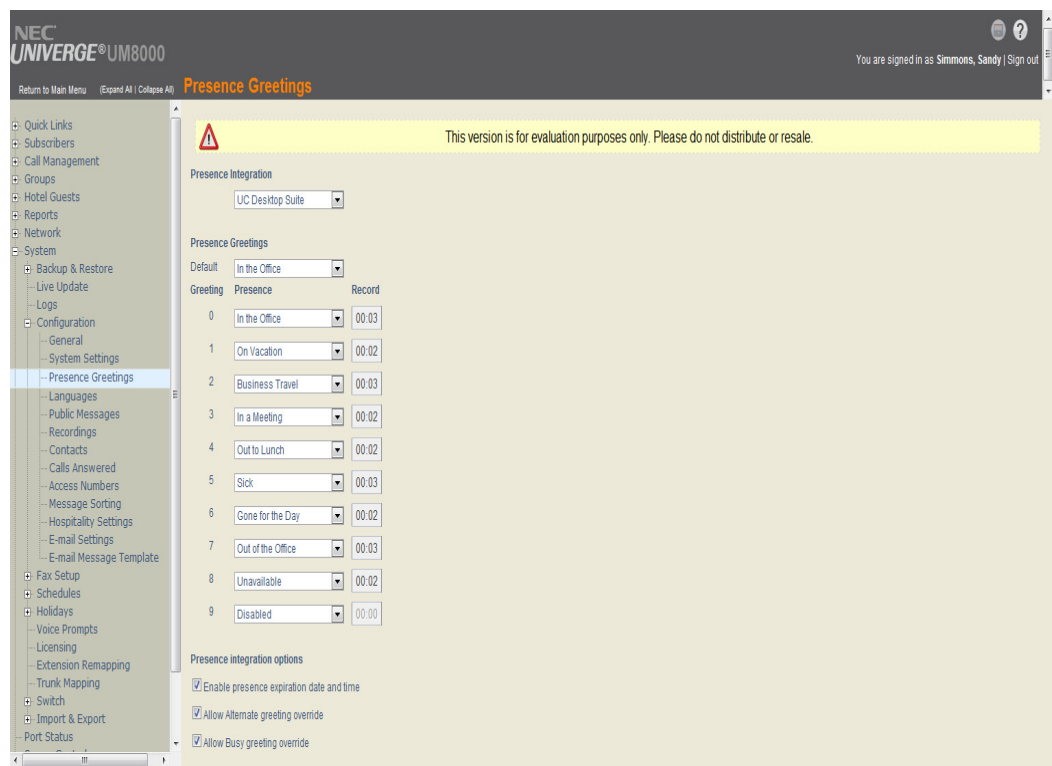 NEC
UNIVERGE®UM8000
You are signed in as Simmons, Sandy | Sign out
Return to Main Menu (Expand All | Collapse All)
Presence Greetings
Quick Links
Subscribers
Call Management
Groups
Hotel Guests
Reports
Network
System
Backup & Restore
Live Update
Logs
Configuration
General
System Settings
Presence Greetings
Languages
Public Messages
Recordings
Contacts
Calls Answered
Access Numbers
Message Sorting
Hospitality Settings
E-mail Settings
E-mail Message Template
Fax Setup
Schedules
Holidays
Voice Prompts
Licensing
Extension Remapping
Trunk Mapping
Switch
Import & Export
Port Status
This version is for evaluation purposes only. Please do not distribute or resale.
Presence Integration
UC Desktop Suite
Presence Greetings
Default In the Office
Greeting Presence Record
0 In the Office 00:03
1 On Vacation 00:02
2 Business Travel 00:03
3 In a Meeting 00:02
4 Out to Lunch 00:02
5 Sick 00:03
6 Gone for the Day 00:02
7 Out of the Office 00:03
8 Unavailable 00:02
9 Disabled 00:00
Presence integration options
Enable presence expiration date and time
Allow Alternate greeting override
Allow Busy greeting override